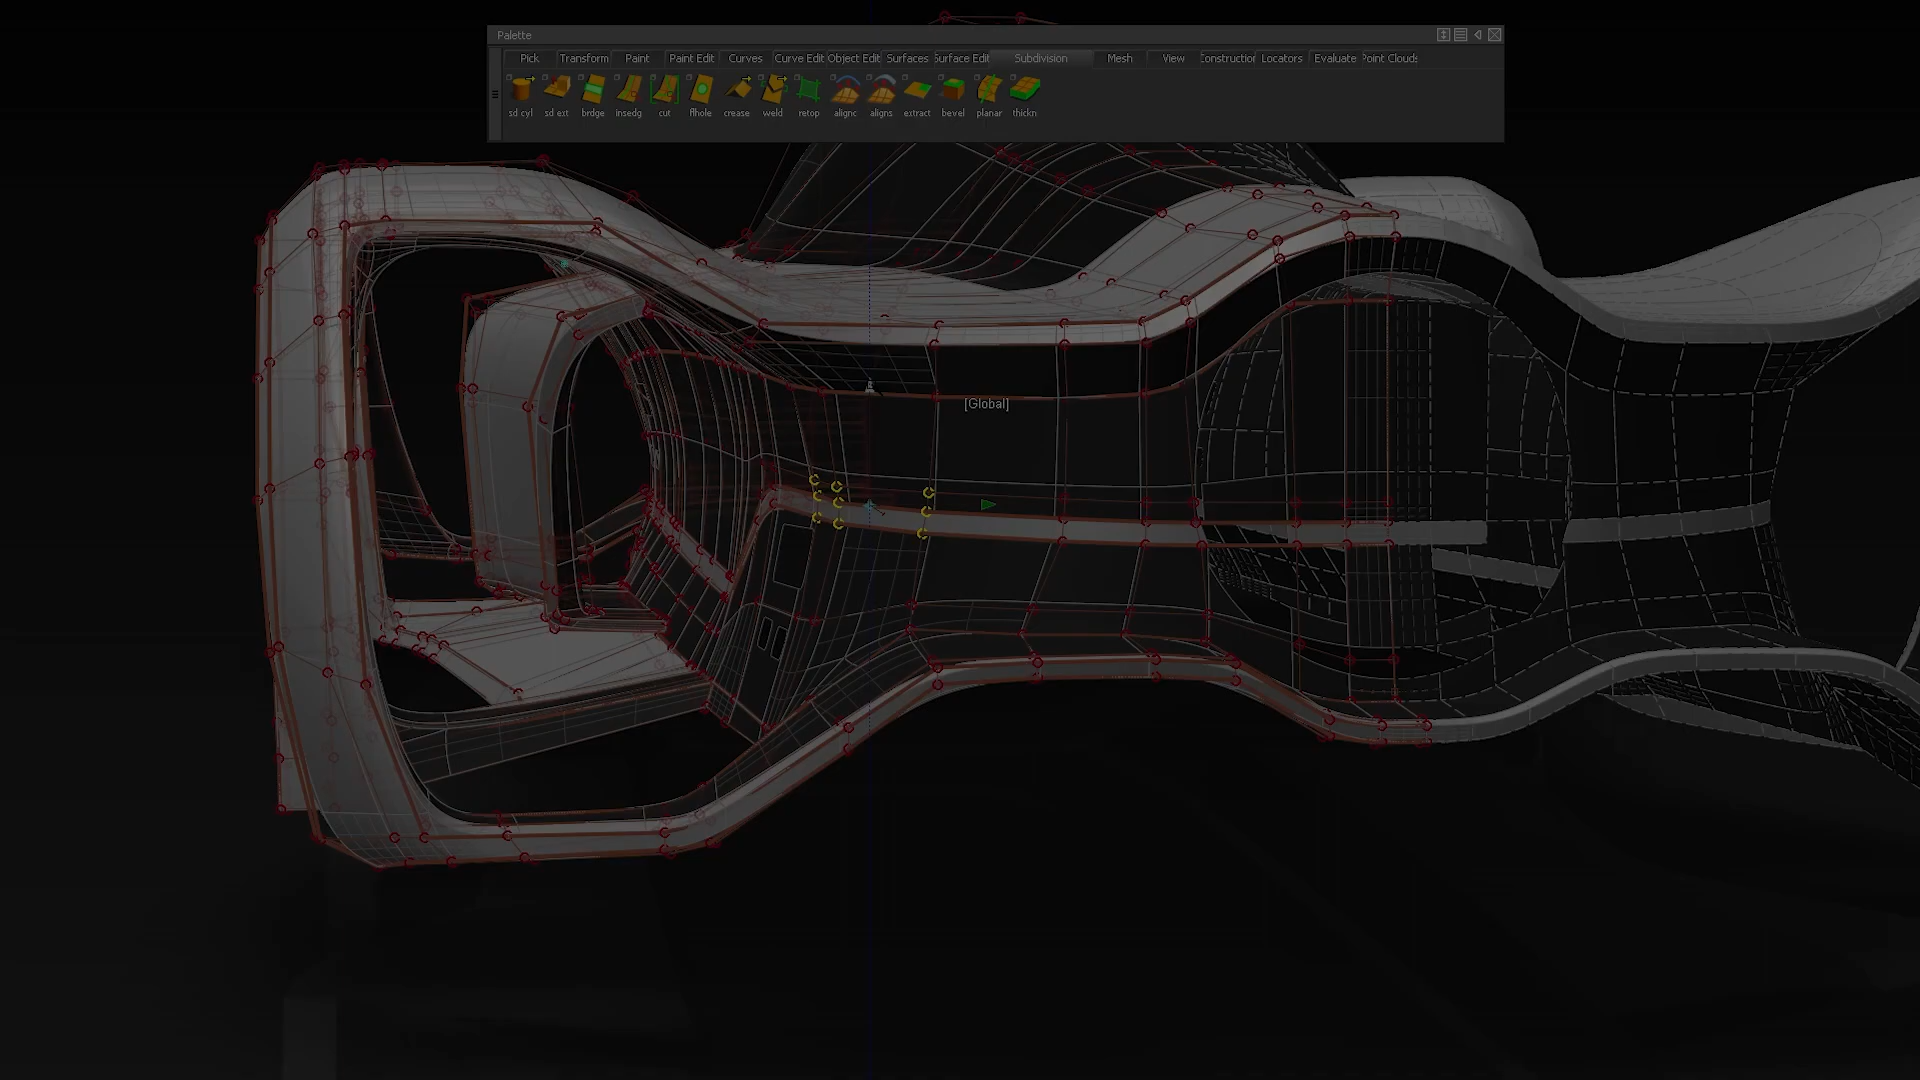 Palette
Pick Transform Paint Paint Edit Curves Curve Edit Object Edit Surfaces Surface Edit Subdivision Mesh View Construction Locators Evaluate Point Clouds
sd cyl sd ext brdge insedg cut flhole crease weld retop alignc aligns extract bevel planar thickn
[Global]